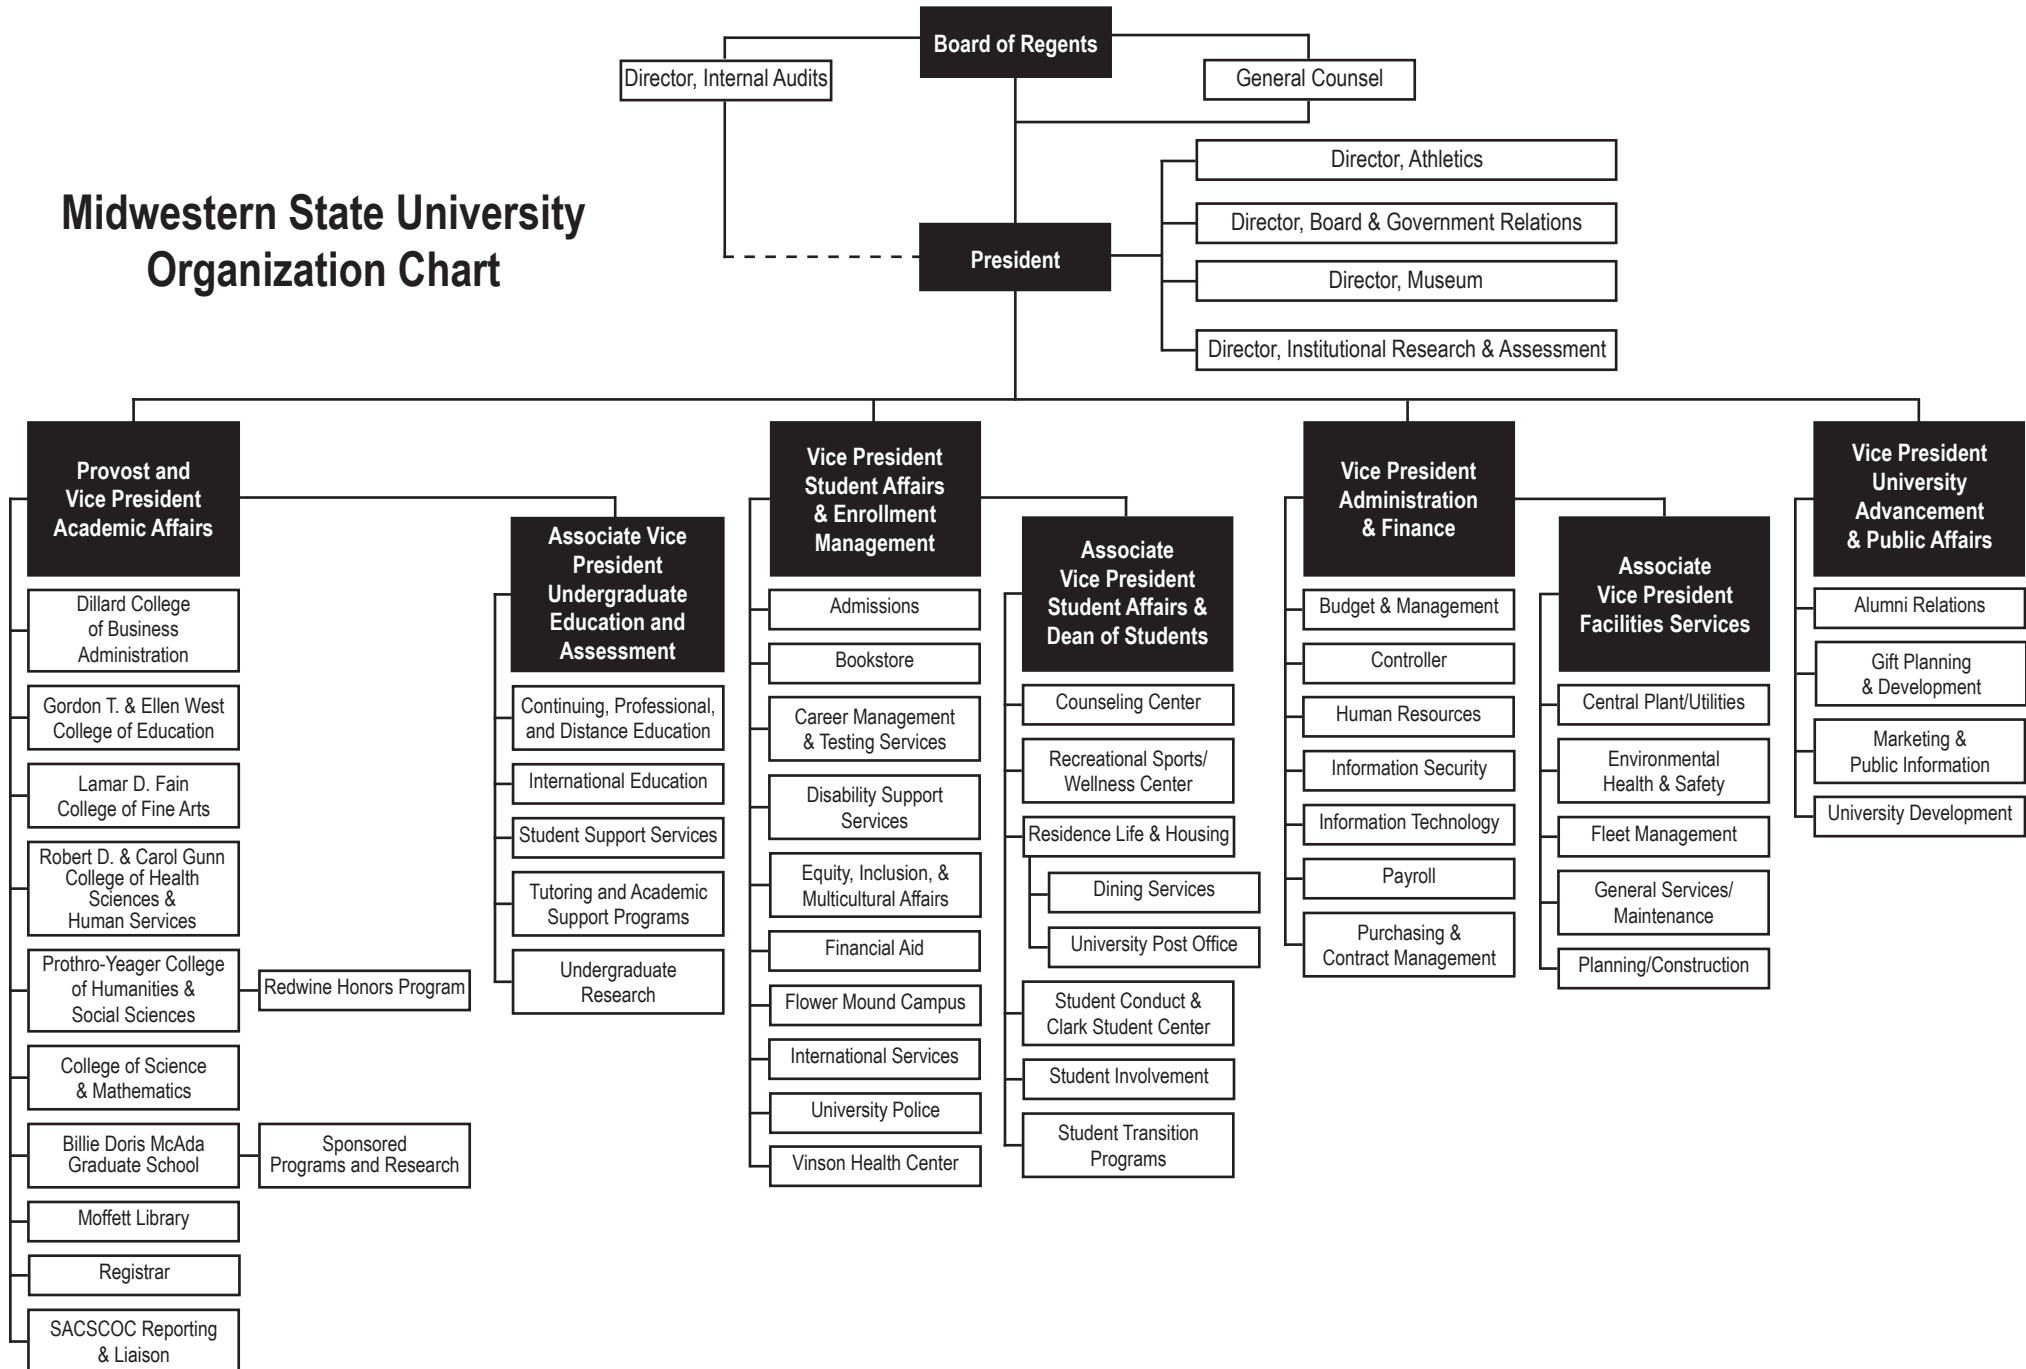 Board of Regents
Director, Internal Audits
General Counsel
Midwestern State University
Organization Chart
Director, Athletics
Director, Board & Government Relations
President
Director, Museum
Director, Institutional Research & Assessment
Provost and
Vice President
Academic Affairs
Dillard College
of Business
Administration
Gordon T. & Ellen West
College of Education
Lamar D. Fain
College of Fine Arts
Robert D. & Carol Gunn
College of Health
Sciences &
Human Services
Prothro-Yeager College
of Humanities &
Social Sciences
Redwine Honors Program
College of Science
& Mathematics
Billie Doris McAda
Graduate School
Sponsored
Programs and Research
Moffett Library
Registrar
SACSCOC Reporting
& Liaison
Associate Vice
President
Undergraduate
Education and
Assessment
Continuing, Professional,
and Distance Education
International Education
Student Support Services
Tutoring and Academic
Support Programs
Undergraduate
Research
Vice President
Student Affairs
& Enrollment
Management
Admissions
Bookstore
Career Management
& Testing Services
Disability Support
Services
Equity, Inclusion, &
Multicultural Affairs
Financial Aid
Flower Mound Campus
International Services
University Police
Vinson Health Center
Associate
Vice President
Student Affairs &
Dean of Students
Counseling Center
Recreational Sports/
Wellness Center
Residence Life & Housing
Dining Services
University Post Office
Student Conduct &
Clark Student Center
Student Involvement
Student Transition
Programs
Vice President
Administration
& Finance
Budget & Management
Controller
Human Resources
Information Security
Information Technology
Payroll
Purchasing &
Contract Management
Associate
Vice President
Facilities Services
Central Plant/Utilities
Environmental
Health & Safety
Fleet Management
General Services/
Maintenance
Planning/Construction
Vice President
University
Advancement
& Public Affairs
Alumni Relations
Gift Planning
& Development
Marketing &
Public Information
University Development